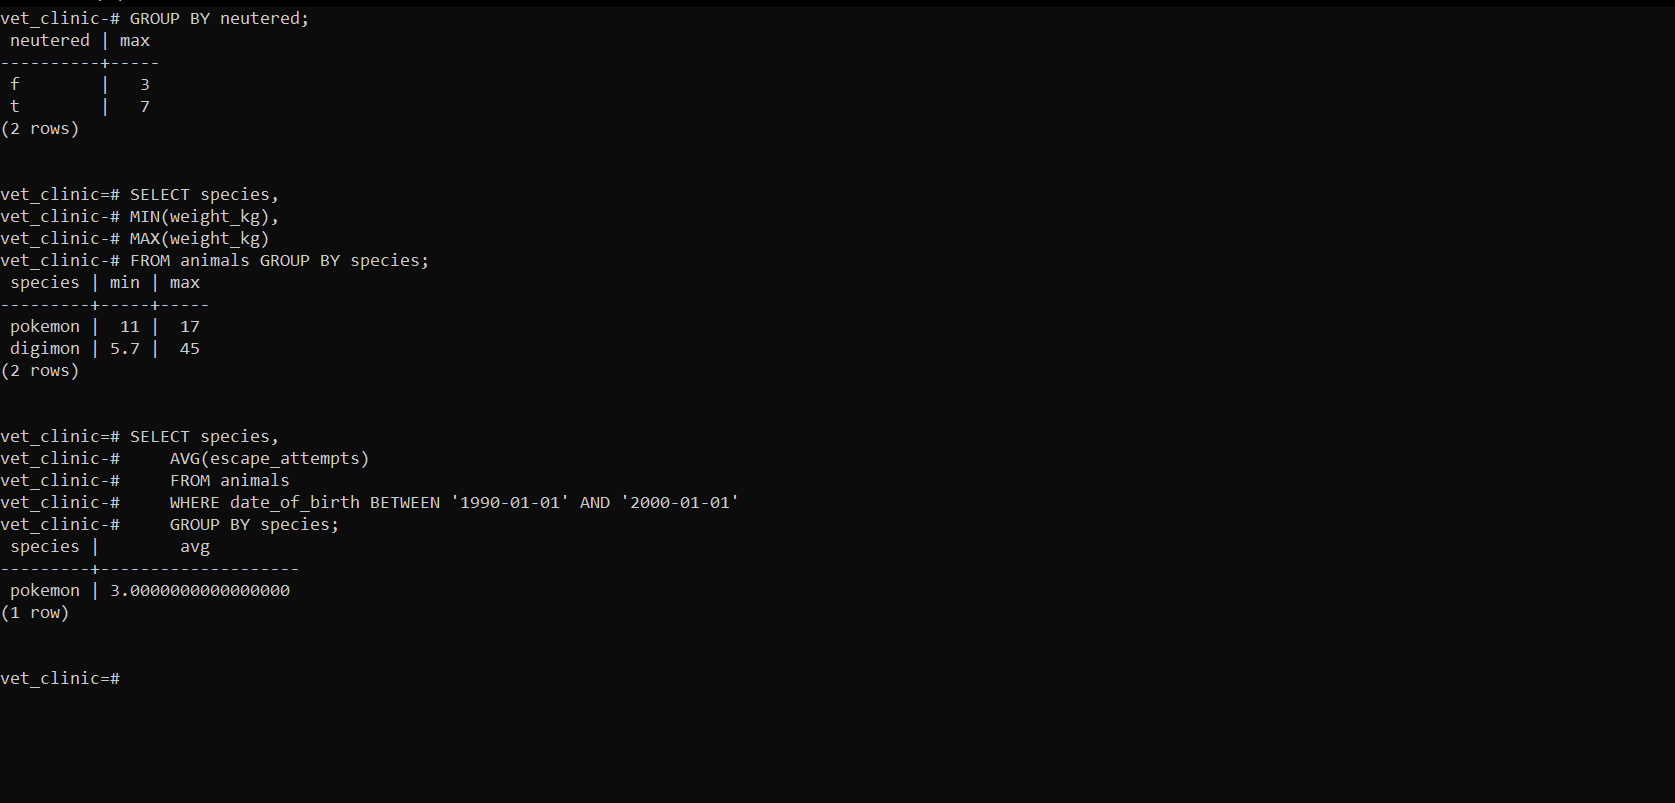 vet_clinic-# GROUP BY neutered;
 neutered | max
----------+-----
 f        |   3
 t        |   7
(2 rows)
vet_clinic=# SELECT species,
vet_clinic-# MIN(weight_kg),
vet_clinic-# MAX(weight_kg)
vet_clinic-# FROM animals GROUP BY species;
 species | min | max
---------+-----+-----
 pokemon |  11 |  17
 digimon | 5.7 |  45
(2 rows)
vet_clinic=# SELECT species,
vet_clinic-#     AVG(escape_attempts)
vet_clinic-#     FROM animals
vet_clinic-#     WHERE date_of_birth BETWEEN '1990-01-01' AND '2000-01-01'
vet_clinic-#     GROUP BY species;
 species |        avg
---------+--------------------
 pokemon | 3.0000000000000000
(1 row)
vet_clinic=#